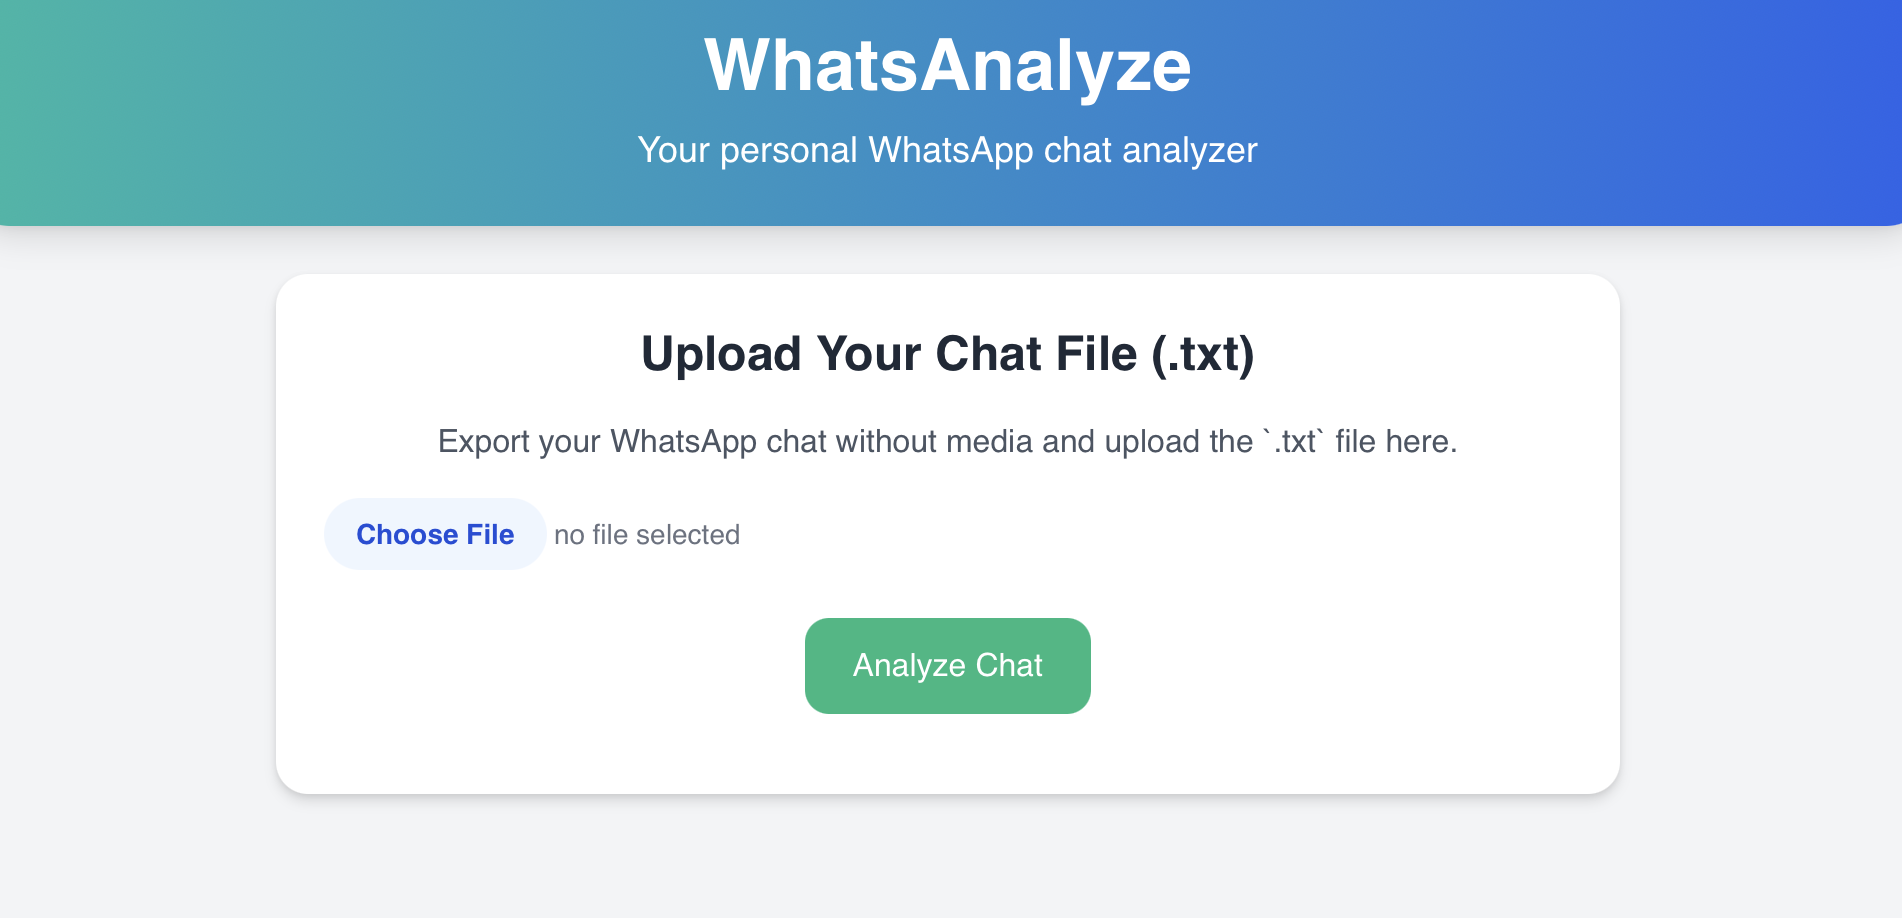 WhatsAnalyze
Your personal WhatsApp chat analyzer
Upload Your Chat File (.txt)
Export your WhatsApp chat without media and upload the `.txt` file here.
Choose File no file selected
Analyze Chat